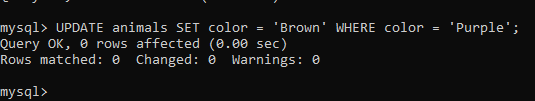 mysql> UPDATE animals SET color = 'Brown' WHERE color = 'Purple';
Query OK, 0 rows affected (0.00 sec)
Rows matched: 0  Changed: 0  Warnings: 0
mysql>